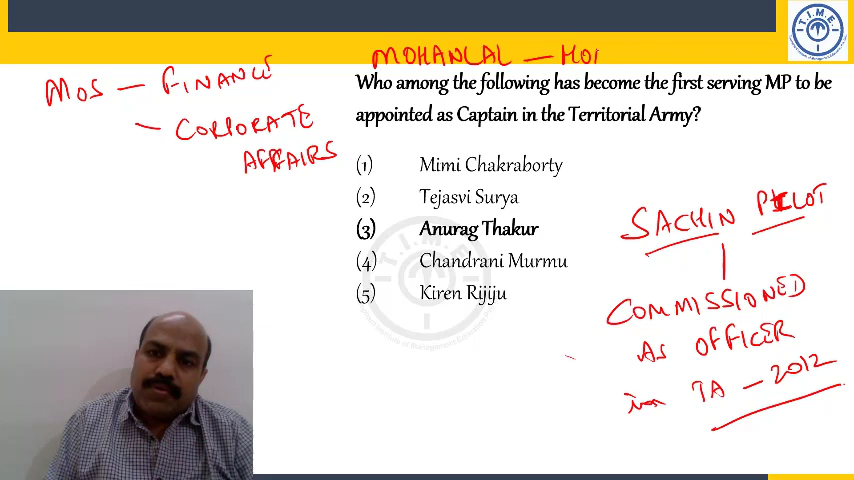 T.I.M.E.
MOHANLAL — HOI
MOS — FINANCE
— CORPORATE
AFFAIRS
Who among the following has become the first serving MP to be
appointed as Captain in the Territorial Army?
(1) Mimi Chakraborty
(2) Tejasvi Surya
(3) Anurag Thakur
(4) Chandrani Murmu
(5) Kiren Rijiju
SACHIN PILOT
COMMISSIONED
AS OFFICER
in TA — 2012